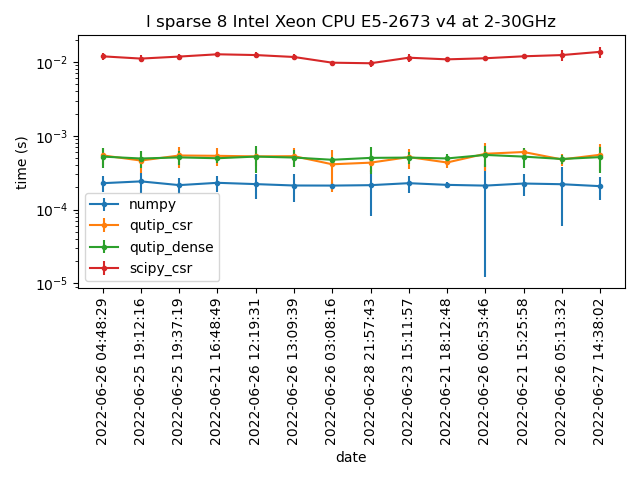 l sparse 8 Intel Xeon CPU E5-2673 v4 at 2-30GHz
time (s)
10⁻²
10⁻³
10⁻⁴
10⁻⁵
numpy
qutip_csr
qutip_dense
scipy_csr
2022-06-26 04:48:29
2022-06-25 19:12:16
2022-06-25 19:37:19
2022-06-21 16:48:49
2022-06-26 12:19:31
2022-06-26 13:09:39
2022-06-26 03:08:16
2022-06-28 21:57:43
2022-06-23 15:11:57
2022-06-21 18:12:48
2022-06-26 06:53:46
2022-06-21 15:25:58
2022-06-26 05:13:32
2022-06-27 14:38:02
date